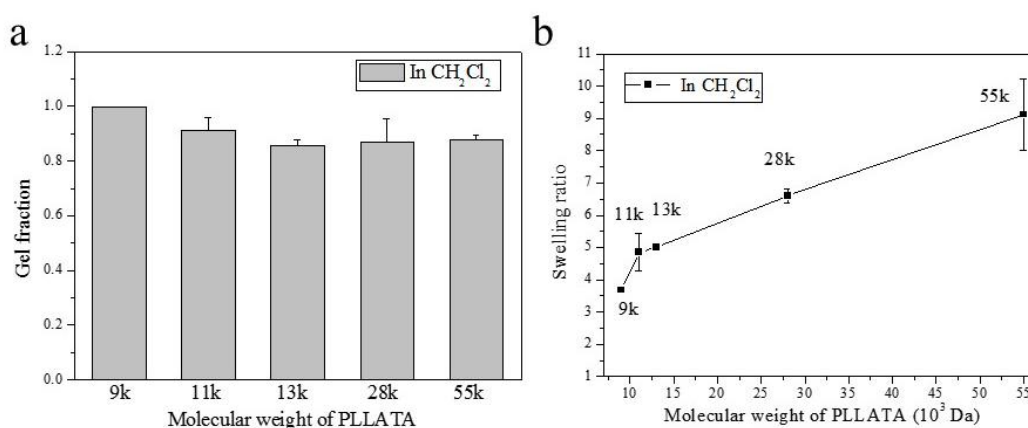 a
1.2
1.0
0.8
0.6
0.4
0.2
0.0
Gel fraction
In CH₂Cl₂
9k 11k 13k 28k 55k
Molecular weight of PLLATA
b
11
10
9
8
7
6
5
4
3
2
1
Swelling ratio
In CH₂Cl₂
55k
28k
11k 13k
9k
10 15 20 25 30 35 40 45 50 55
Molecular weight of PLLATA (10³ Da)